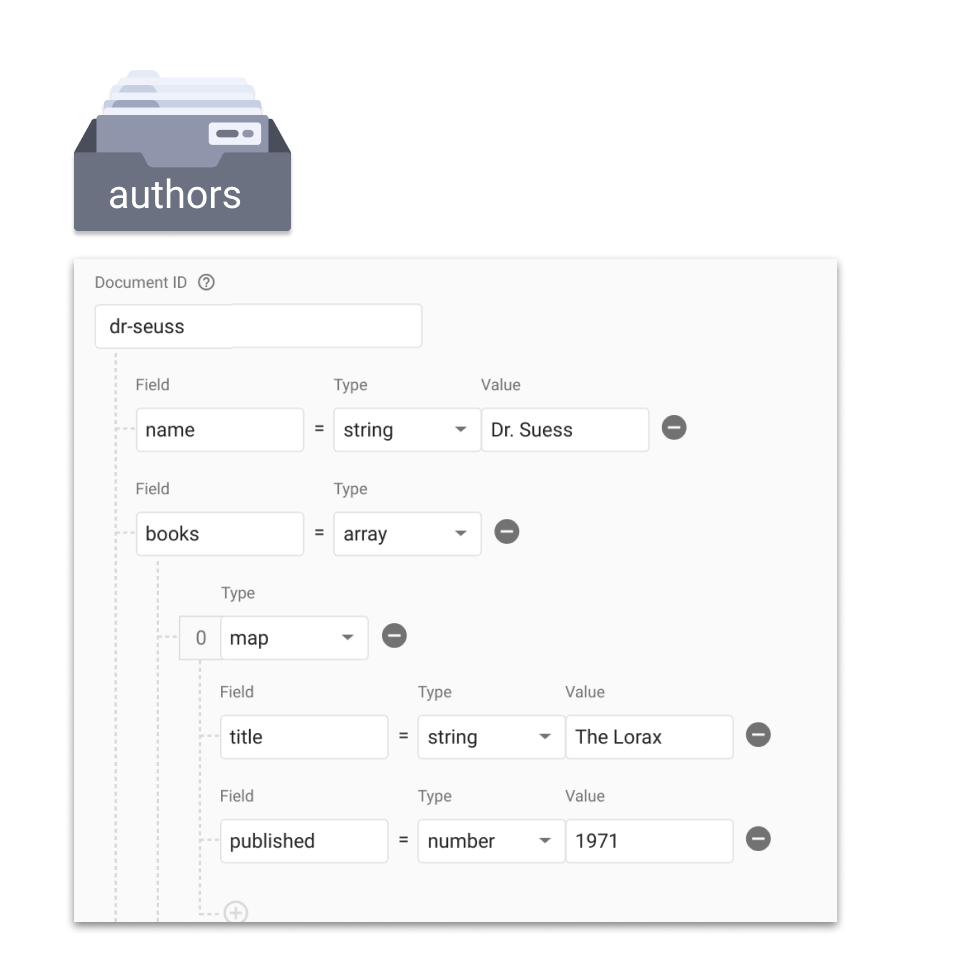 authors
Document ID ?
dr-seuss
Field Type Value
name = string Dr. Suess
Field Type
books = array
Type
0 map
Field Type Value
title = string The Lorax
Field Type Value
published = number 1971